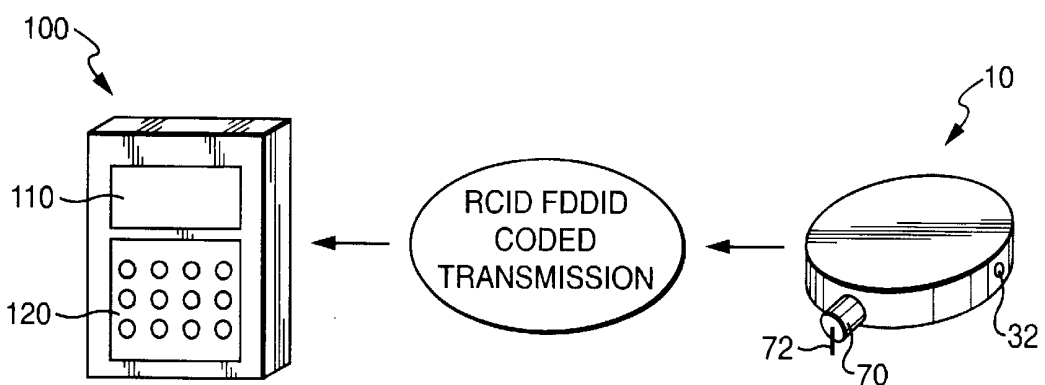 100
10
110
RCID FDDID
CODED
TRANSMISSION
120
32
72
70